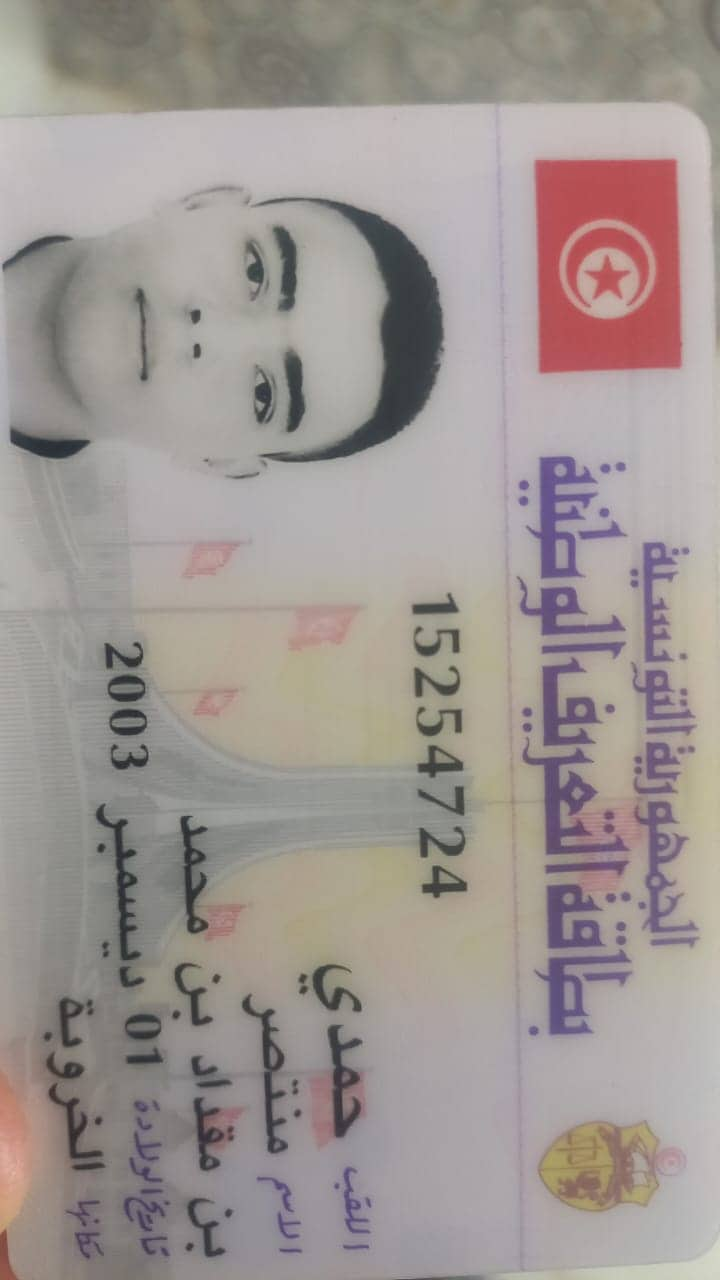 الجمهورية التونسية
بطاقة التعريف الوطنية
15254724
اللقب حمدي
الاسم منتصر
بن مقداد بن محمد
تاريخ الولادة 01 ديسمبر 2003
مكانها الخروبة